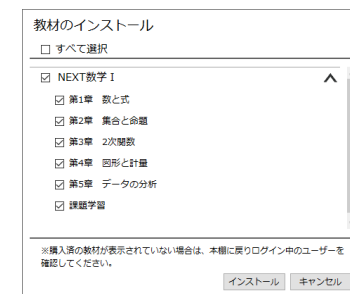 教材のインストール
すべて選択
NEXT数学Ⅰ
第1章　数と式
第2章　集合と命題
第3章　2次関数
第4章　図形と計量
第5章　データの分析
課題学習
※購入済の教材が表示されていない場合は、本棚に戻りログイン中のユーザーを
確認してください。
インストール　キャンセル